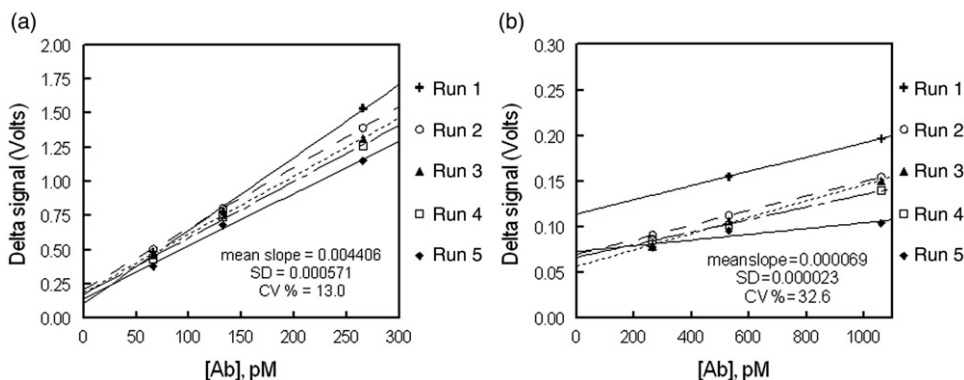 (a)
2.00
1.75
1.50
1.25
1.00
0.75
0.50
0.25
0.00
Delta signal (Volts)
mean slope = 0.004406
SD = 0.000571
CV % = 13.0
0 50 100 150 200 250 300
[Ab], pM
Run 1
Run 2
Run 3
Run 4
Run 5
(b)
0.30
0.25
0.20
0.15
0.10
0.05
0.00
Delta signal (Volts)
meanslope = 0.000069
SD = 0.000023
CV % = 32.6
0 200 400 600 800 1000
[Ab], pM
Run 1
Run 2
Run 3
Run 4
Run 5